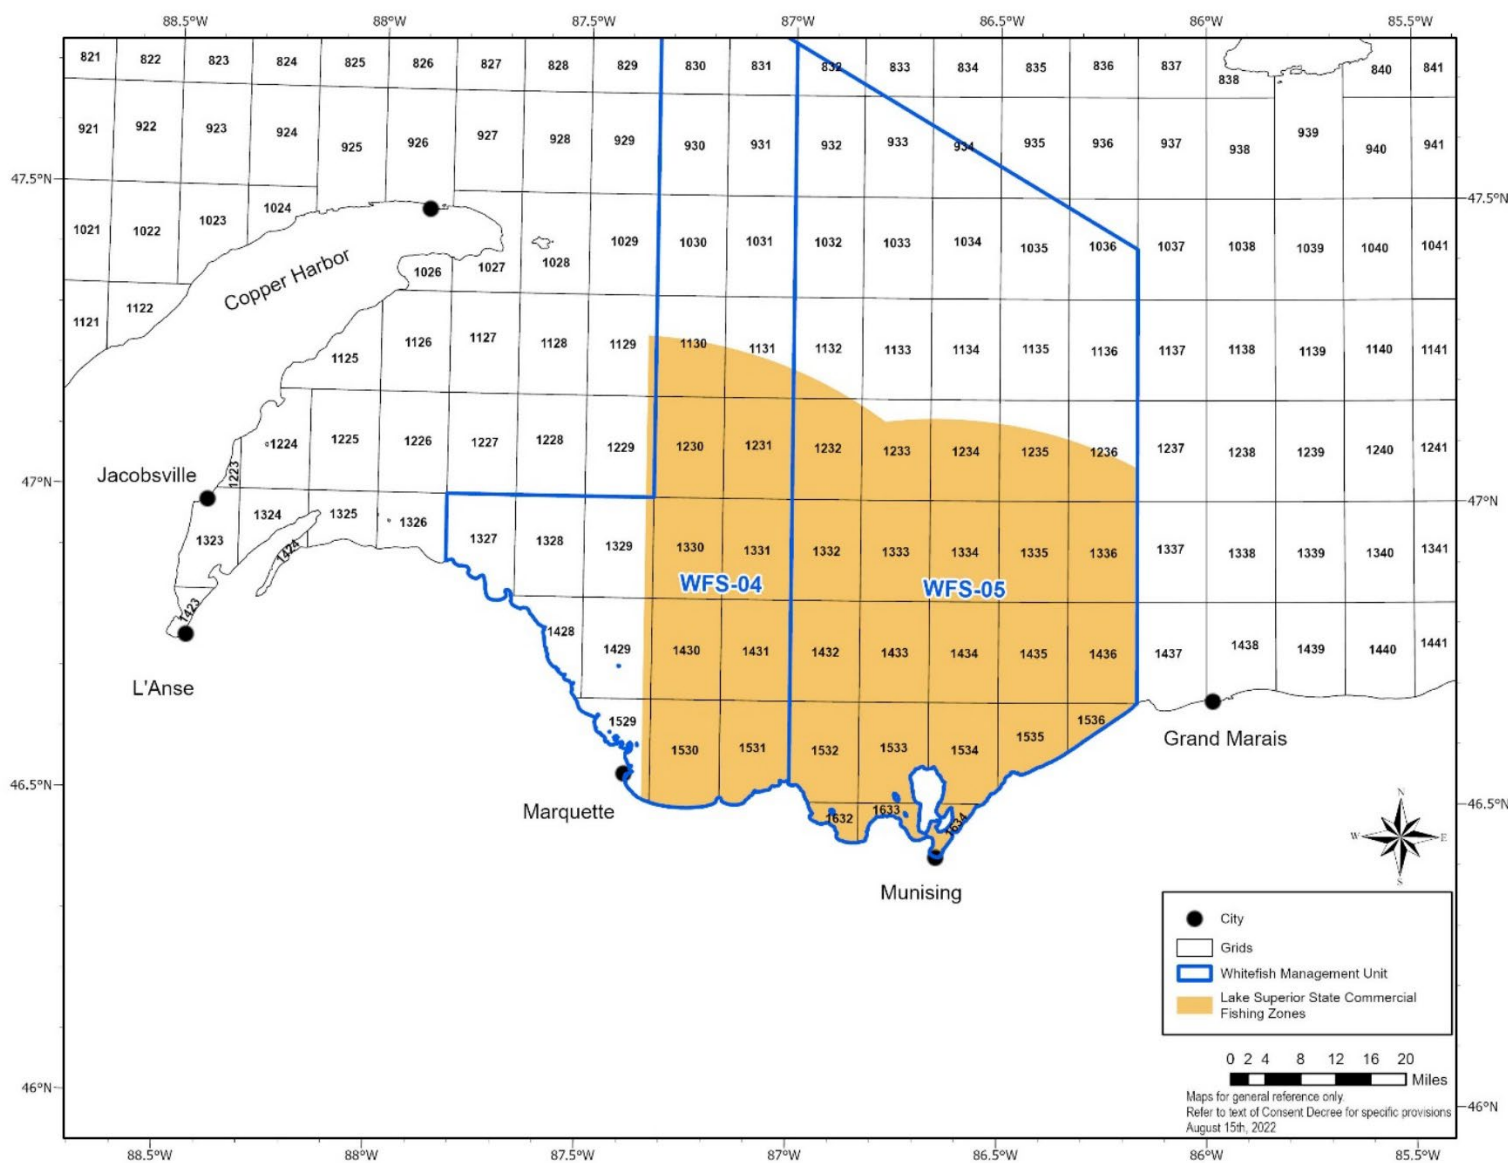 88.5°W 88°W 87.5°W 87°W 86.5°W 86°W 85.5°W
821 822 823 824 825 826 827 828 829 830 831 832 833 834 835 836 837 838 840 841
921 922 923 924 925 926 927 928 929 930 931 932 933 934 935 936 937 938 939 940 941
47.5°N 47.5°N
1021 1022 1023 1024 1026 1027 1028 1029 1030 1031 1032 1033 1034 1035 1036 1037 1038 1039 1040 1041
Copper Harbor
1121 1122 1125 1126 1127 1128 1129 1130 1131 1132 1133 1134 1135 1136 1137 1138 1139 1140 1141
1223 1224 1225 1226 1227 1228 1229 1230 1231 1232 1233 1234 1235 1236 1237 1238 1239 1240 1241
Jacobsville
47°N 47°N
1323 1324 1325 1326 1327 1328 1329 1330 1331 1332 1333 1334 1335 1336 1337 1338 1339 1340 1341
WFS-04 WFS-05
1423 1424 1428 1429 1430 1431 1432 1433 1434 1435 1436 1437 1438 1439 1440 1441
L'Anse
1529 1530 1531 1532 1533 1534 1535 1536
Grand Marais
46.5°N 46.5°N
Marquette
1632 1633 1634
Munising
N
W E
S
City
Grids
Whitefish Management Unit
Lake Superior State Commercial
Fishing Zones
0 2 4 8 12 16 20
Miles
Maps for general reference only.
Refer to text of Consent Decree for specific provisions
August 15th, 2022
46°N 46°N
88.5°W 88°W 87.5°W 87°W 86.5°W 86°W 85.5°W